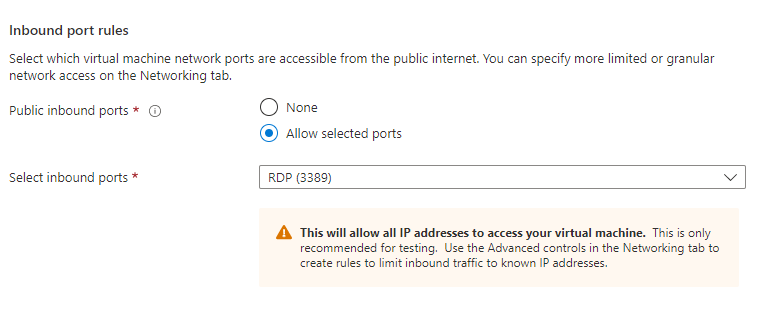 Inbound port rules
Select which virtual machine network ports are accessible from the public internet. You can specify more limited or granular
network access on the Networking tab.
Public inbound ports *
None
Allow selected ports
Select inbound ports *
RDP (3389)
This will allow all IP addresses to access your virtual machine. This is only
recommended for testing. Use the Advanced controls in the Networking tab to
create rules to limit inbound traffic to known IP addresses.